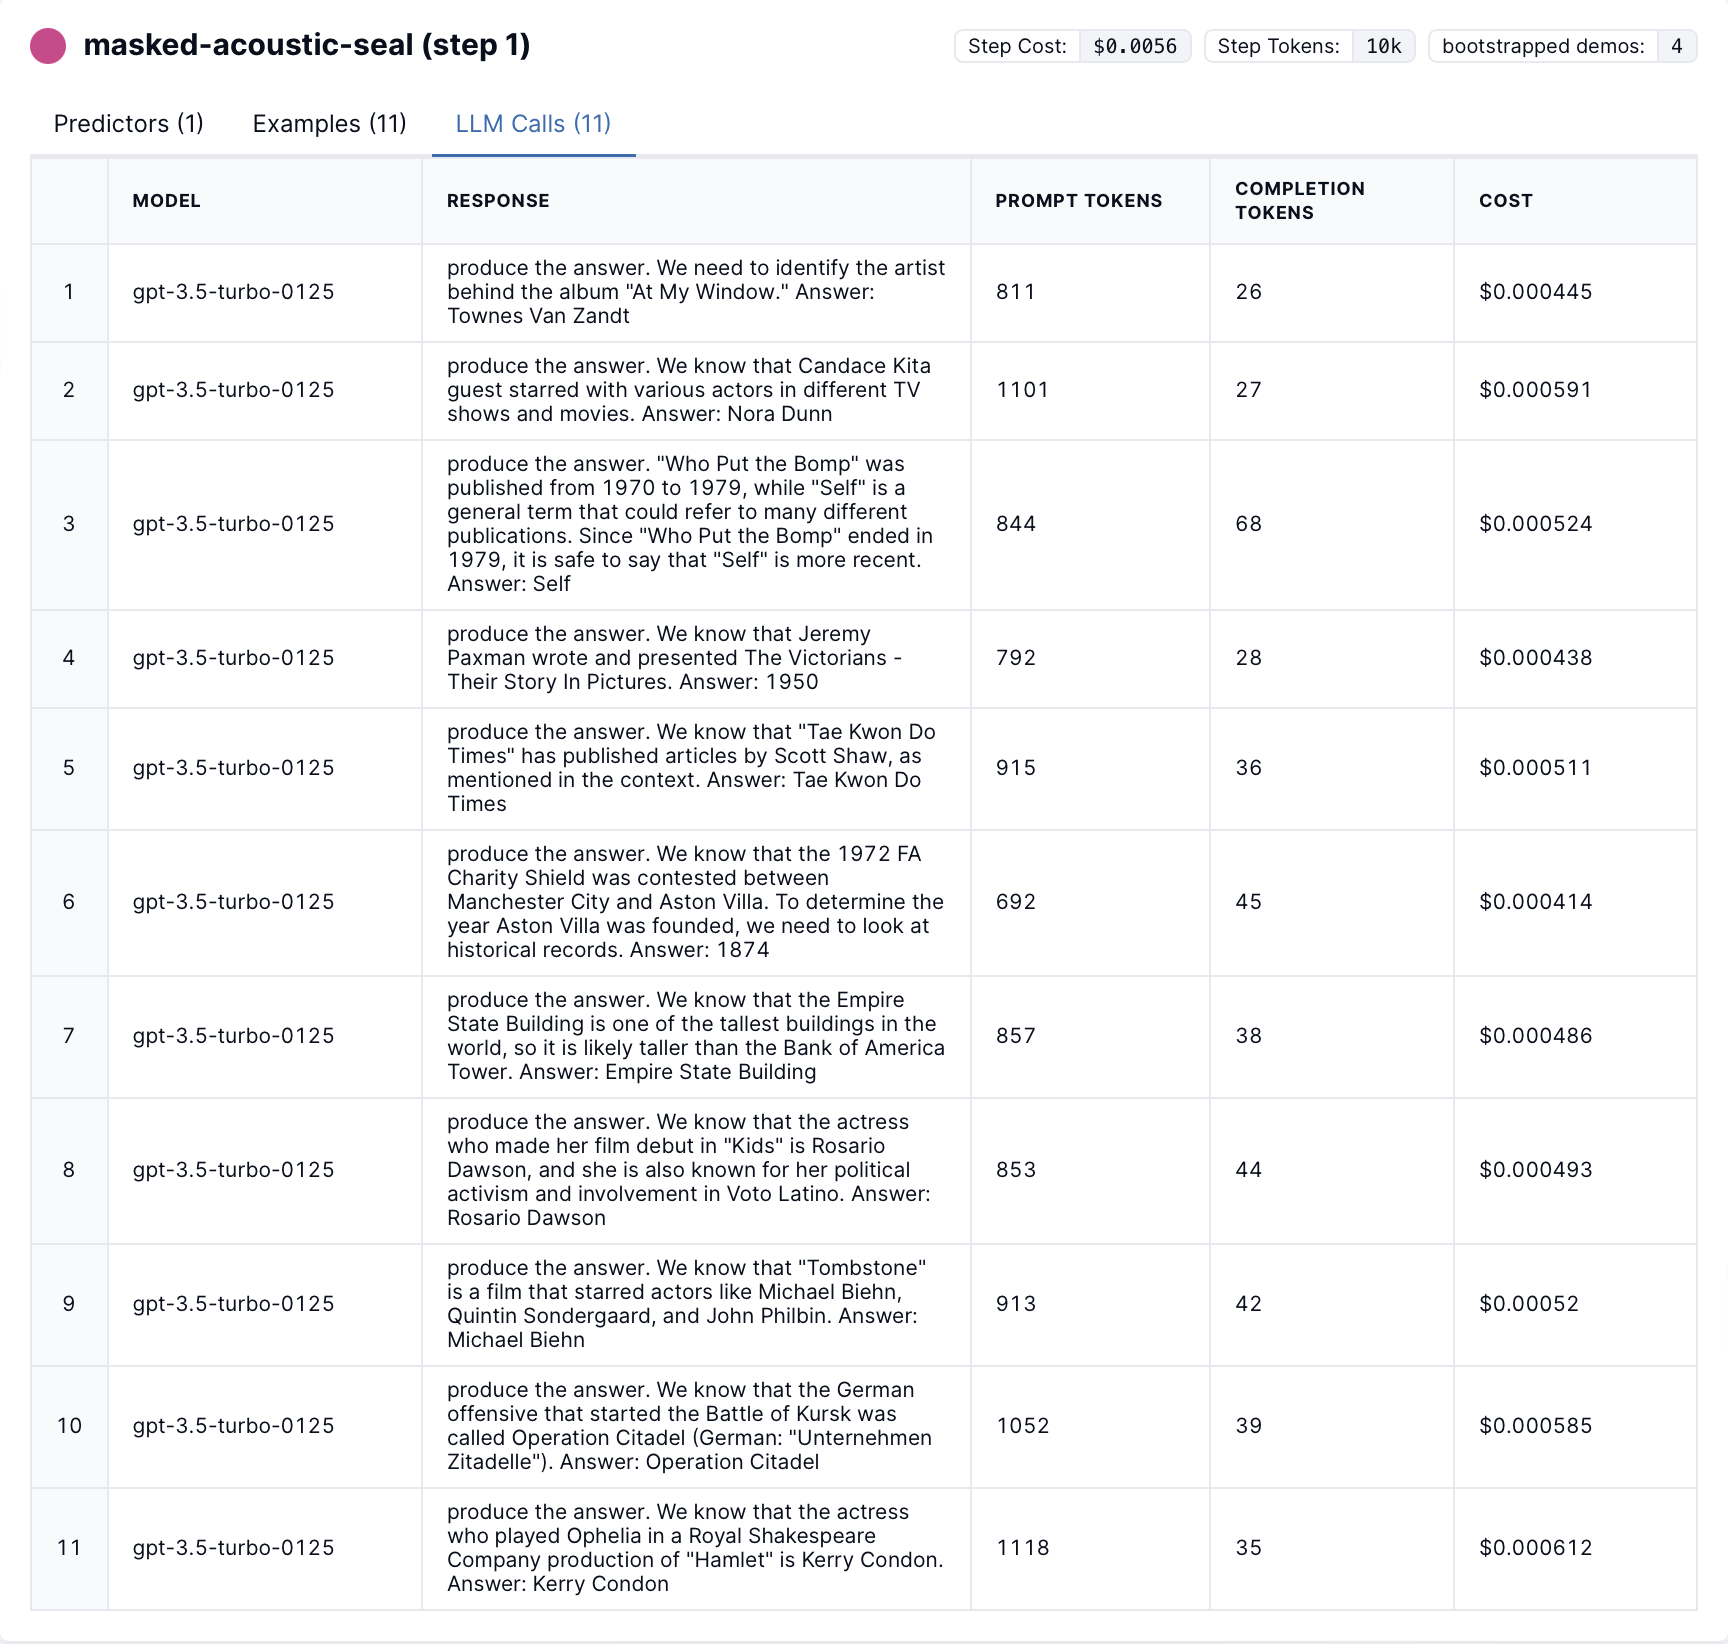 masked-acoustic-seal (step 1)
Step Cost: $0.0056
Step Tokens: 10k
bootstrapped demos: 4
Predictors (1)
Examples (11)
LLM Calls (11)
MODEL
RESPONSE
PROMPT TOKENS
COMPLETION
TOKENS
COST
1
gpt-3.5-turbo-0125
produce the answer. We need to identify the artist
behind the album "At My Window." Answer:
Townes Van Zandt
811
26
$0.000445
2
gpt-3.5-turbo-0125
produce the answer. We know that Candace Kita
guest starred with various actors in different TV
shows and movies. Answer: Nora Dunn
1101
27
$0.000591
3
gpt-3.5-turbo-0125
produce the answer. "Who Put the Bomp" was
published from 1970 to 1979, while "Self" is a
general term that could refer to many different
publications. Since "Who Put the Bomp" ended in
1979, it is safe to say that "Self" is more recent.
Answer: Self
844
68
$0.000524
4
gpt-3.5-turbo-0125
produce the answer. We know that Jeremy
Paxman wrote and presented The Victorians -
Their Story In Pictures. Answer: 1950
792
28
$0.000438
5
gpt-3.5-turbo-0125
produce the answer. We know that "Tae Kwon Do
Times" has published articles by Scott Shaw, as
mentioned in the context. Answer: Tae Kwon Do
Times
915
36
$0.000511
6
gpt-3.5-turbo-0125
produce the answer. We know that the 1972 FA
Charity Shield was contested between
Manchester City and Aston Villa. To determine the
year Aston Villa was founded, we need to look at
historical records. Answer: 1874
692
45
$0.000414
7
gpt-3.5-turbo-0125
produce the answer. We know that the Empire
State Building is one of the tallest buildings in the
world, so it is likely taller than the Bank of America
Tower. Answer: Empire State Building
857
38
$0.000486
8
gpt-3.5-turbo-0125
produce the answer. We know that the actress
who made her film debut in "Kids" is Rosario
Dawson, and she is also known for her political
activism and involvement in Voto Latino. Answer:
Rosario Dawson
853
44
$0.000493
9
gpt-3.5-turbo-0125
produce the answer. We know that "Tombstone"
is a film that starred actors like Michael Biehn,
Quintin Sondergaard, and John Philbin. Answer:
Michael Biehn
913
42
$0.00052
10
gpt-3.5-turbo-0125
produce the answer. We know that the German
offensive that started the Battle of Kursk was
called Operation Citadel (German: "Unternehmen
Zitadelle"). Answer: Operation Citadel
1052
39
$0.000585
11
gpt-3.5-turbo-0125
produce the answer. We know that the actress
who played Ophelia in a Royal Shakespeare
Company production of "Hamlet" is Kerry Condon.
Answer: Kerry Condon
1118
35
$0.000612